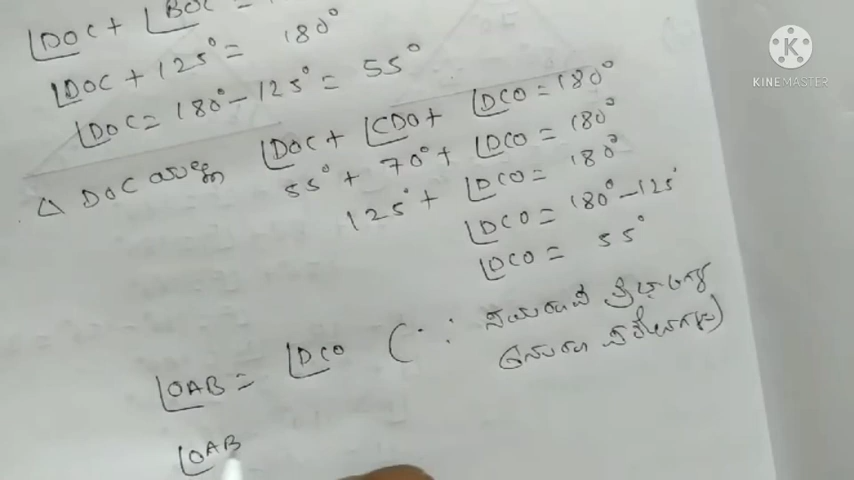 ∠DOC + ∠BOC =
∠DOC + 125° = 180°
∠DOC = 180° - 125° = 55°
△ DOC ಯಲ್ಲಿ ∠DOC + ∠CDO + ∠DCO = 180°
55° + 70° + ∠DCO = 180°
125° + ∠DCO = 180°
∠DCO = 180° - 125°
∠DCO = 55°
∠OAB = ∠DCO (∵
∠OAB
KINEMASTER